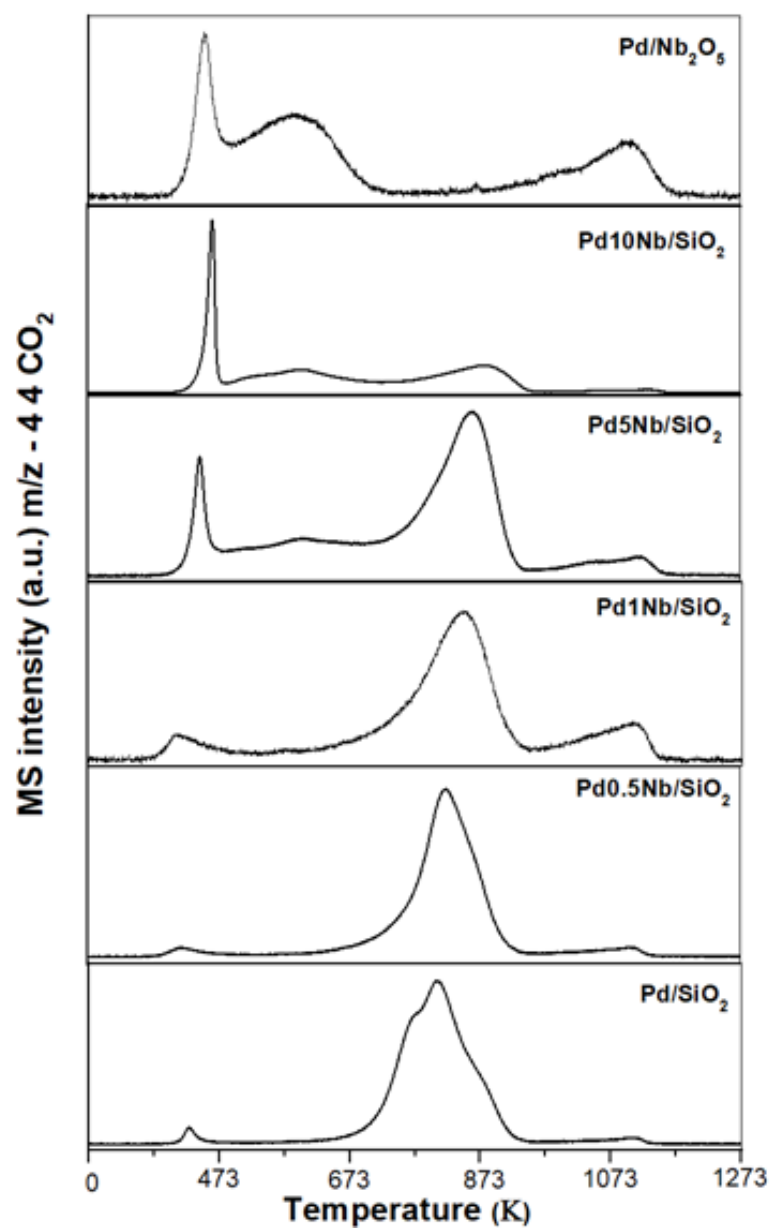 Pd/Nb₂O₅
Pd10Nb/SiO₂
Pd5Nb/SiO₂
Pd1Nb/SiO₂
Pd0.5Nb/SiO₂
Pd/SiO₂
MS intensity (a.u.) m/z - 4 4 CO₂
0 473 673 873 1073 1273
Temperature (K)